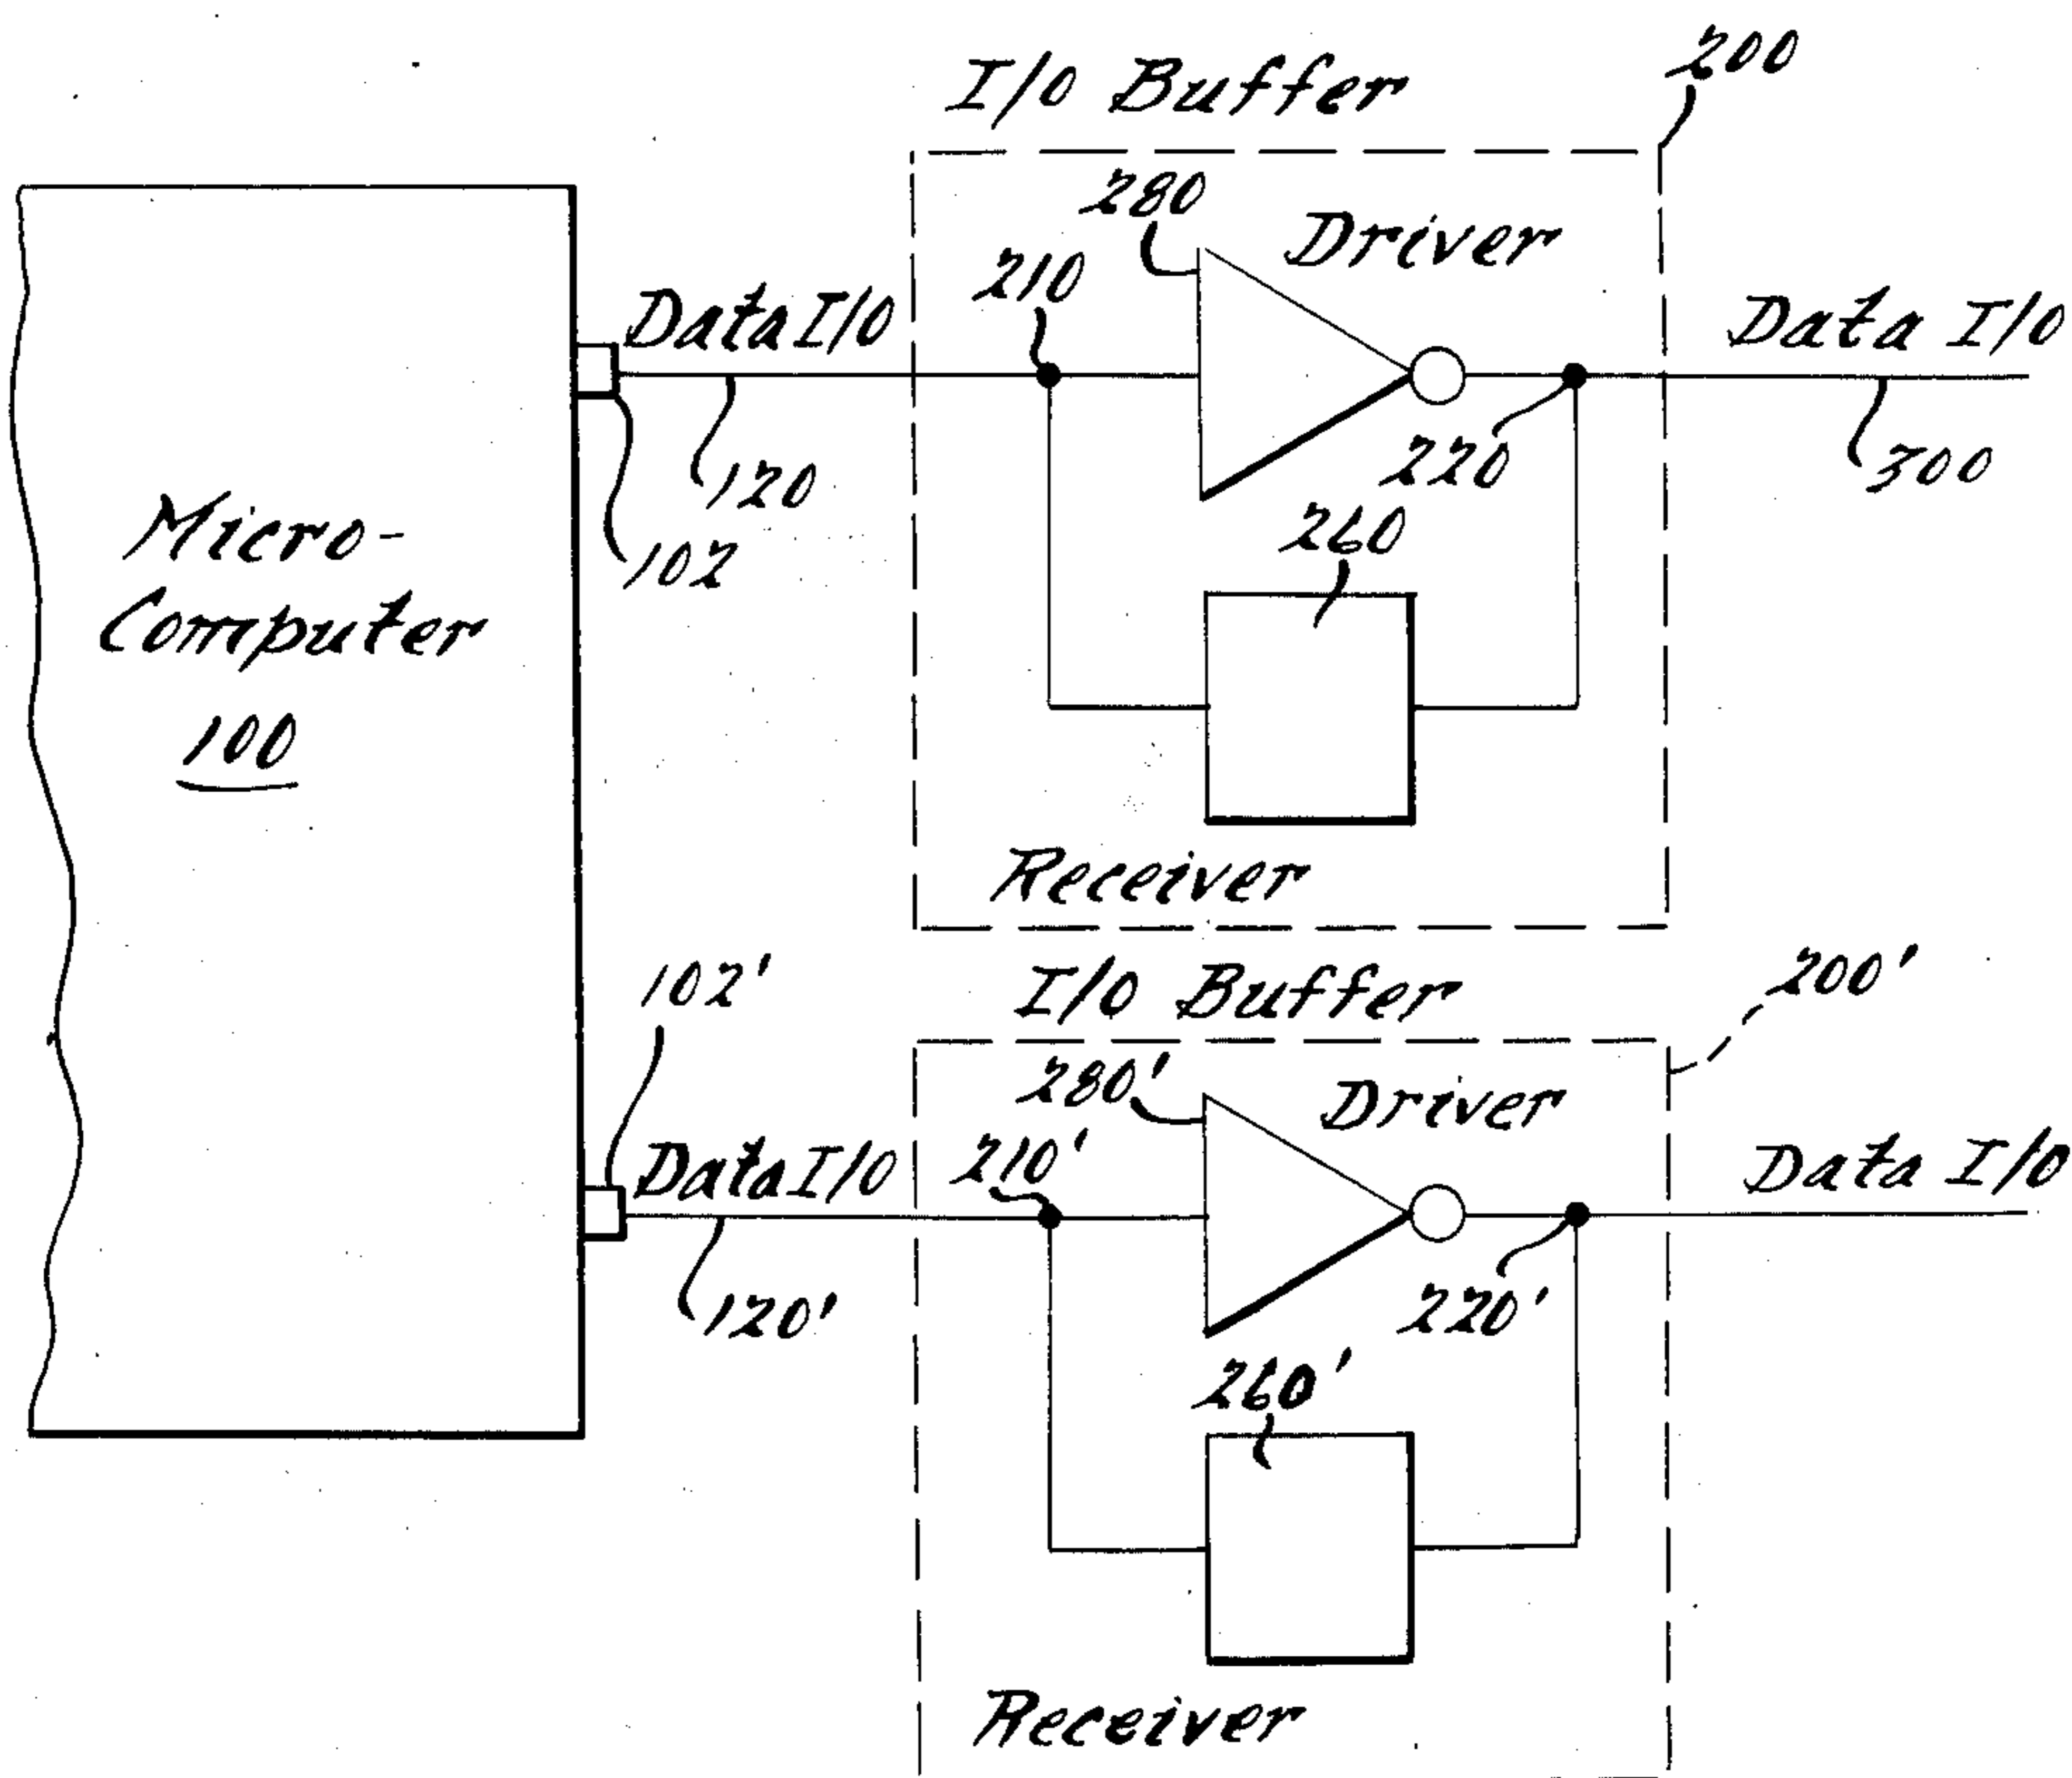 I/O Buffer
200
280
Driver
210
Data I/O
Data I/O
120
102
220
300
260
Micro-
Computer
100
Receiver
I/O Buffer
200'
102'
280'
Driver
210'
Data I/O
Data I/O
120'
220'
260'
Receiver